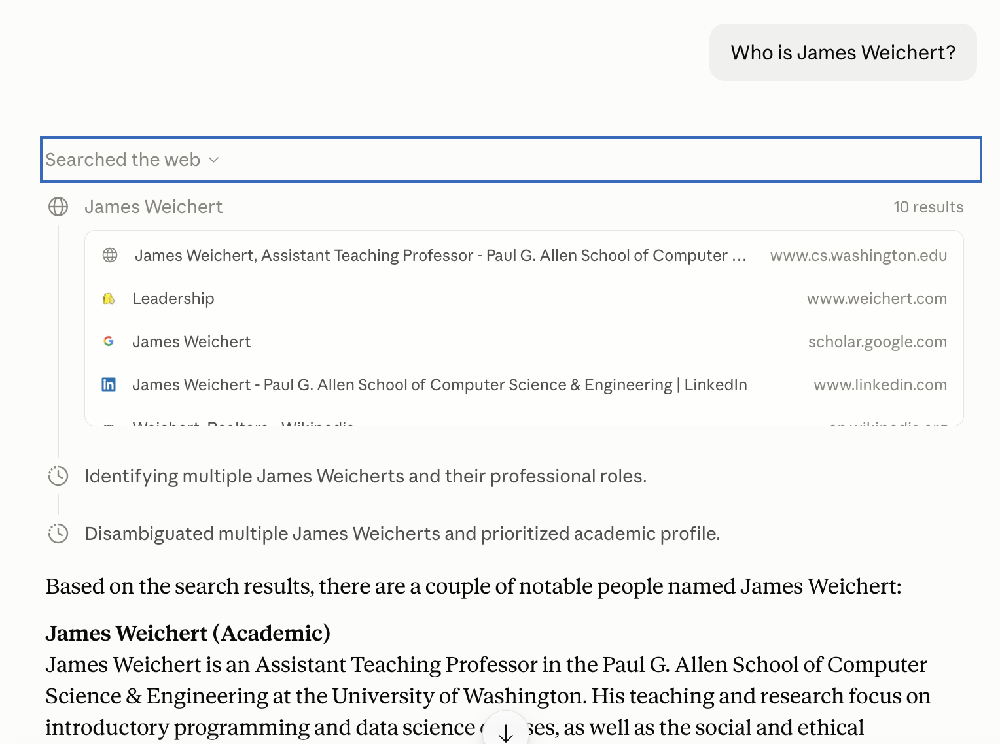 Who is James Weichert?
Searched the web
James Weichert
10 results
James Weichert, Assistant Teaching Professor - Paul G. Allen School of Computer ...
www.cs.washington.edu
Leadership
www.weichert.com
James Weichert
scholar.google.com
James Weichert - Paul G. Allen School of Computer Science & Engineering | LinkedIn
www.linkedin.com
Weichert, Realtors - Wikipedia
en.wikipedia.org
Identifying multiple James Weicherts and their professional roles.
Disambiguated multiple James Weicherts and prioritized academic profile.
Based on the search results, there are a couple of notable people named James Weichert:
James Weichert (Academic)
James Weichert is an Assistant Teaching Professor in the Paul G. Allen School of Computer
Science & Engineering at the University of Washington. His teaching and research focus on
introductory programming and data science as well as the social and ethical